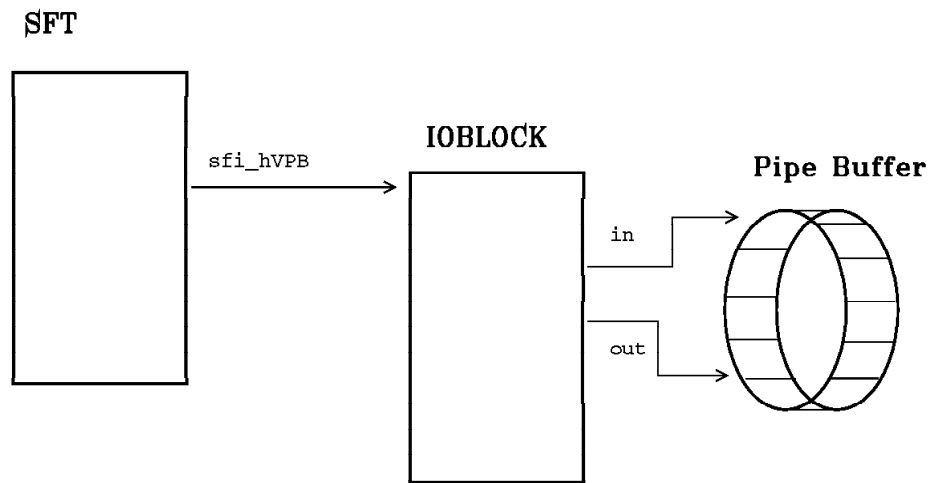 SFT
IOBLOCK
sfi_hVPB
Pipe Buffer
in
out